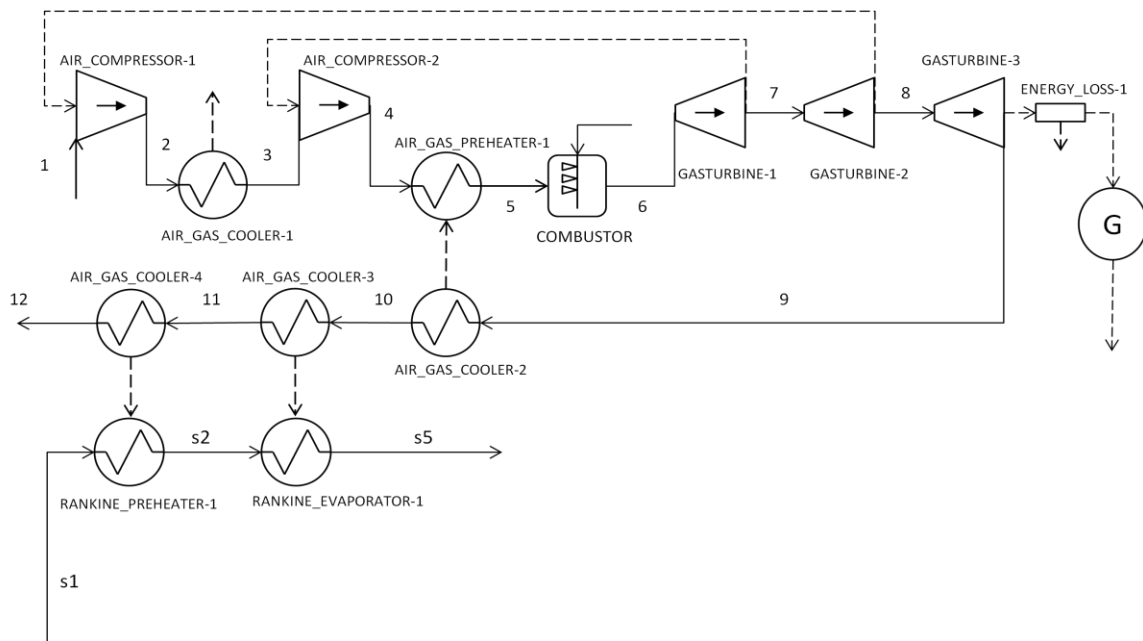 AIR_COMPRESSOR-1
AIR_COMPRESSOR-2
GASTURBINE-3
ENERGY_LOSS-1
1
2
3
4
AIR_GAS_PREHEATER-1
7
8
AIR_GAS_COOLER-1
5
COMBUSTOR
6
GASTURBINE-1
GASTURBINE-2
G
AIR_GAS_COOLER-4
AIR_GAS_COOLER-3
12
11
10
9
AIR_GAS_COOLER-2
s2
s5
RANKINE_PREHEATER-1
RANKINE_EVAPORATOR-1
s1